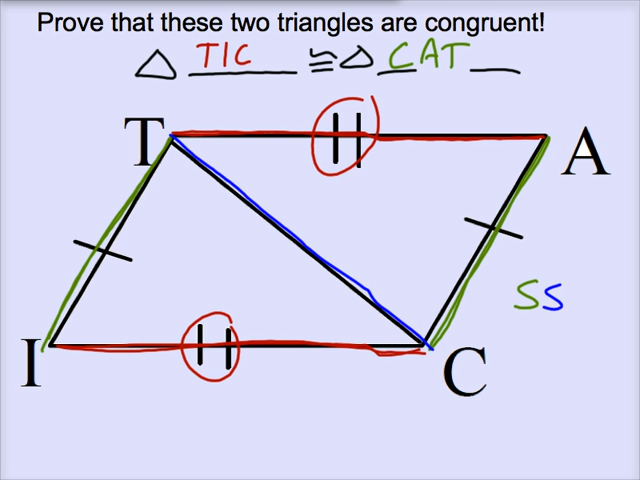 Prove that these two triangles are congruent!
△ TIC ≅ △ CAT
T A
SS
I C